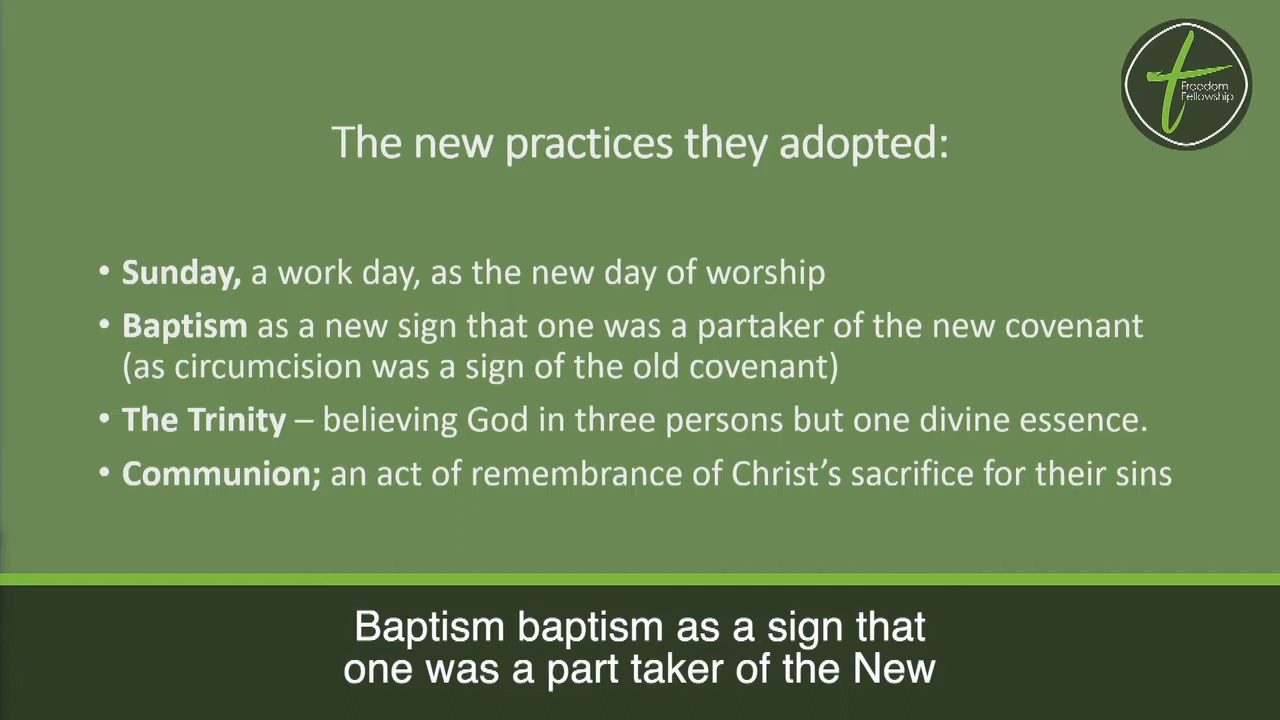 Freedom
Fellowship
The new practices they adopted:
• Sunday, a work day, as the new day of worship
• Baptism as a new sign that one was a partaker of the new covenant
(as circumcision was a sign of the old covenant)
• The Trinity – believing God in three persons but one divine essence.
• Communion; an act of remembrance of Christ’s sacrifice for their sins
Baptism baptism as a sign that
one was a part taker of the New